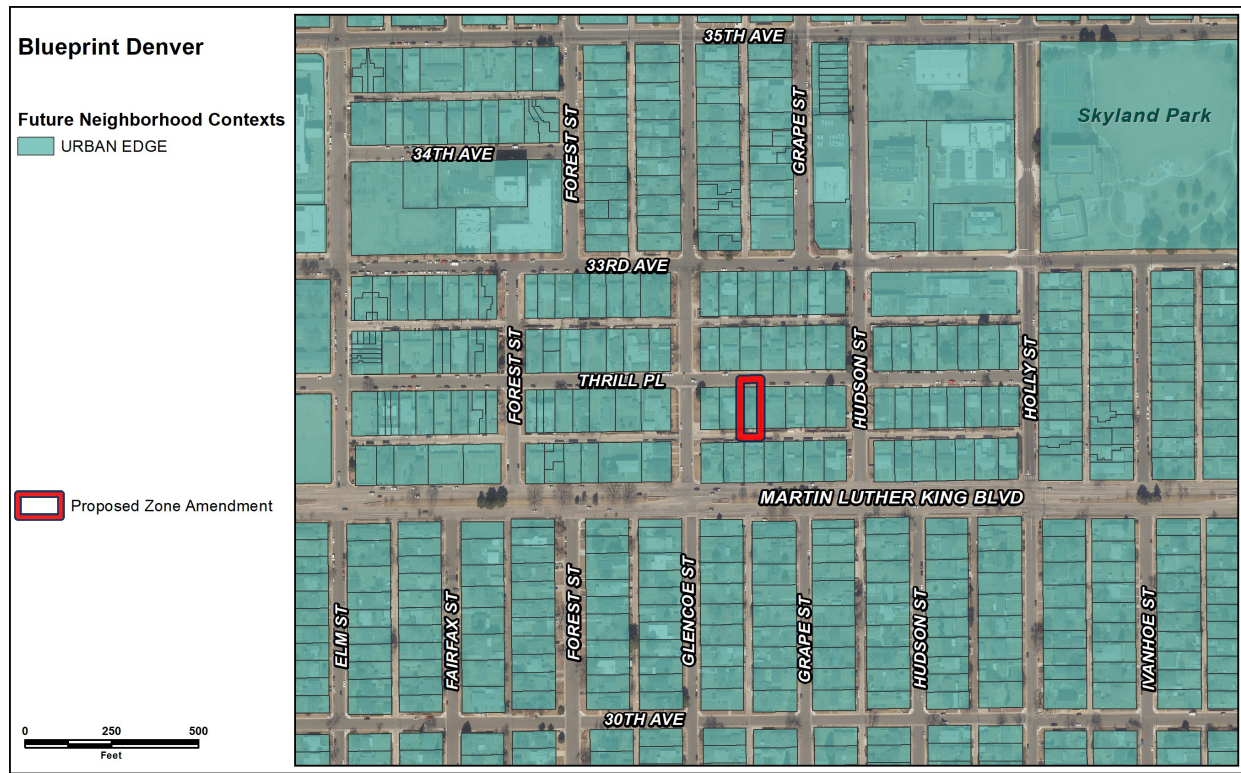 Blueprint Denver
Future Neighborhood Contexts
URBAN EDGE
Proposed Zone Amendment
0 250 500
Feet
35TH AVE
Skyland Park
GRAPE ST
FOREST ST
34TH AVE
33RD AVE
FOREST ST
THRILL PL
HUDSON ST
HOLLY ST
MARTIN LUTHER KING BLVD
ELM ST
FAIRFAX ST
FOREST ST
GLENCOE ST
GRAPE ST
HUDSON ST
IVANHOE ST
30TH AVE